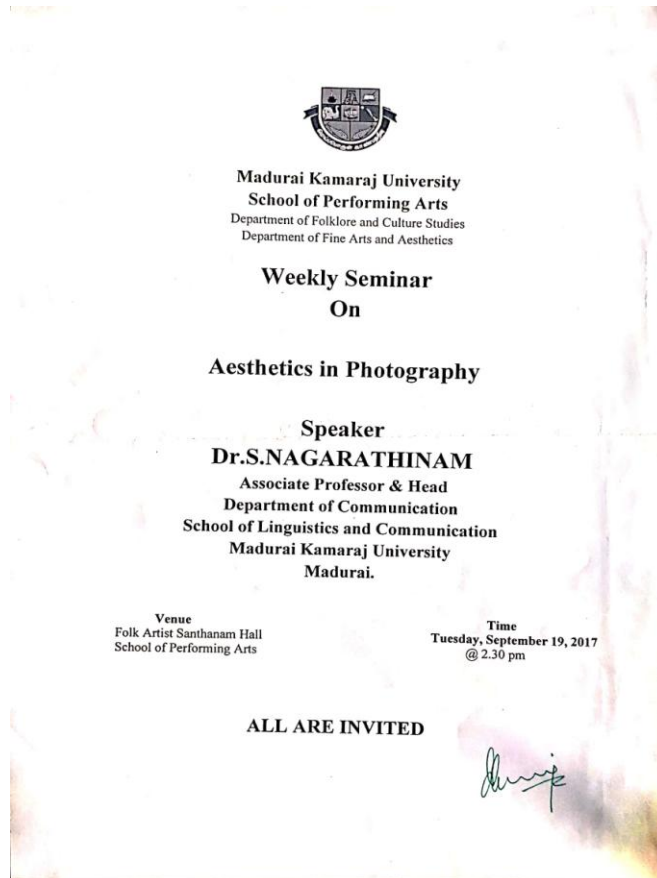 Madurai Kamaraj University
School of Performing Arts
Department of Folklore and Culture Studies
Department of Fine Arts and Aesthetics
Weekly Seminar
On
Aesthetics in Photography
Speaker
Dr.S.NAGARATHINAM
Associate Professor & Head
Department of Communication
School of Linguistics and Communication
Madurai Kamaraj University
Madurai.
Venue
Folk Artist Santhanam Hall
School of Performing Arts
Time
Tuesday, September 19, 2017
@ 2.30 pm
ALL ARE INVITED